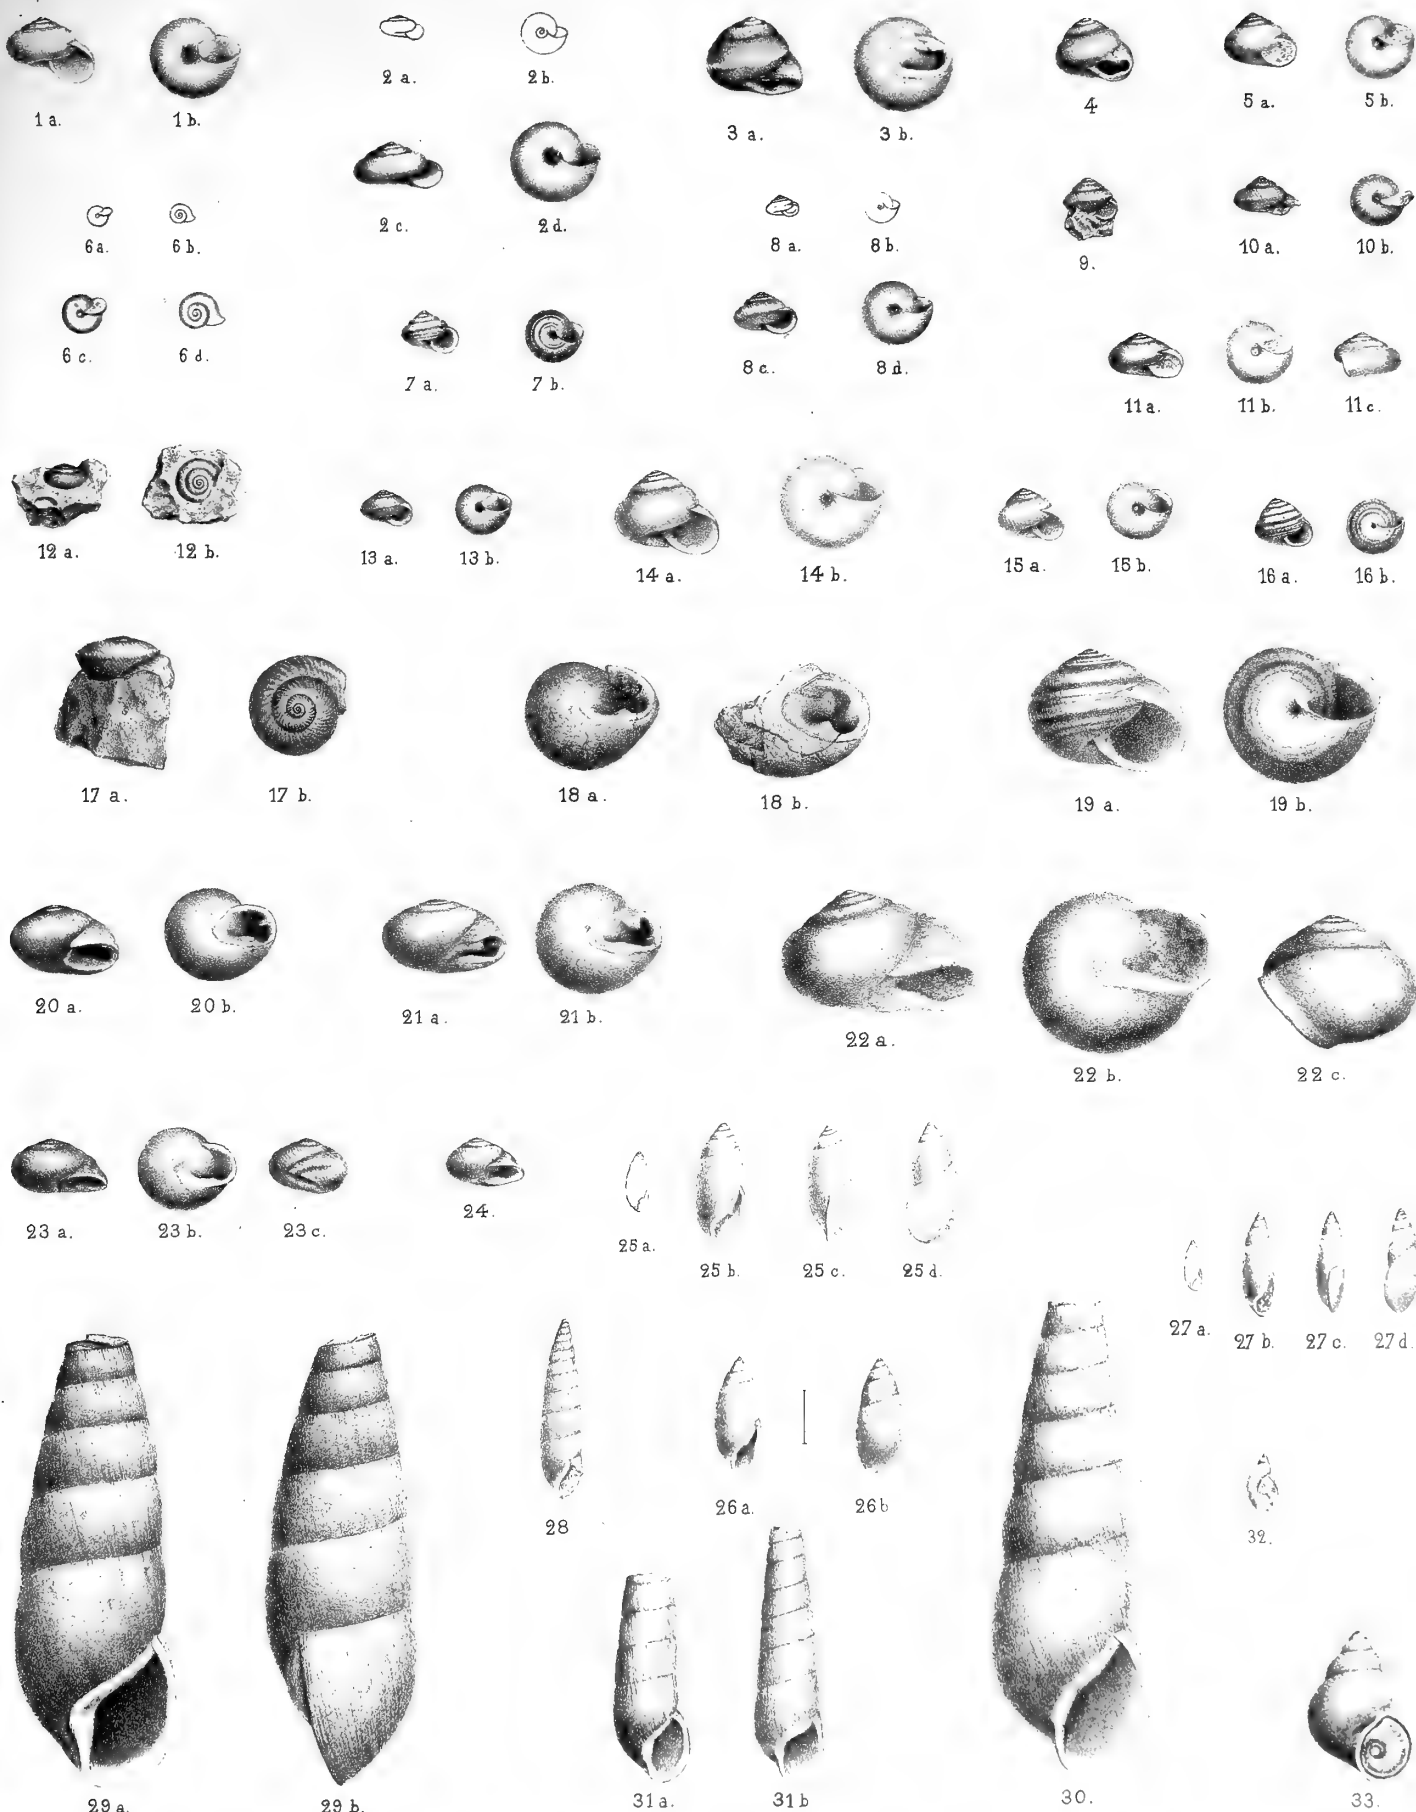 1 a. 1 b. 2 a. 2 b. 3 a. 3 b. 4 5 a. 5 b.
2 c. 2 d.
6 a. 6 b. 8 a. 8 b. 9. 10 a. 10 b.
6 c. 6 d. 7 a. 7 b. 8 c. 8 d. 11 a. 11 b. 11 c.
12 a. 12 b. 13 a. 13 b. 14 a. 14 b. 15 a. 15 b. 16 a. 16 b.
17 a. 17 b. 18 a. 18 b. 19 a. 19 b.
20 a. 20 b. 21 a. 21 b. 22 a. 22 b. 22 c.
23 a. 23 b. 23 c. 24. 25 a. 25 b. 25 c. 25 d.
27 a. 27 b. 27 c. 27 d.
28 26 a. 26 b 32.
29 a. 29 b. 31 a. 31 b 30. 33.